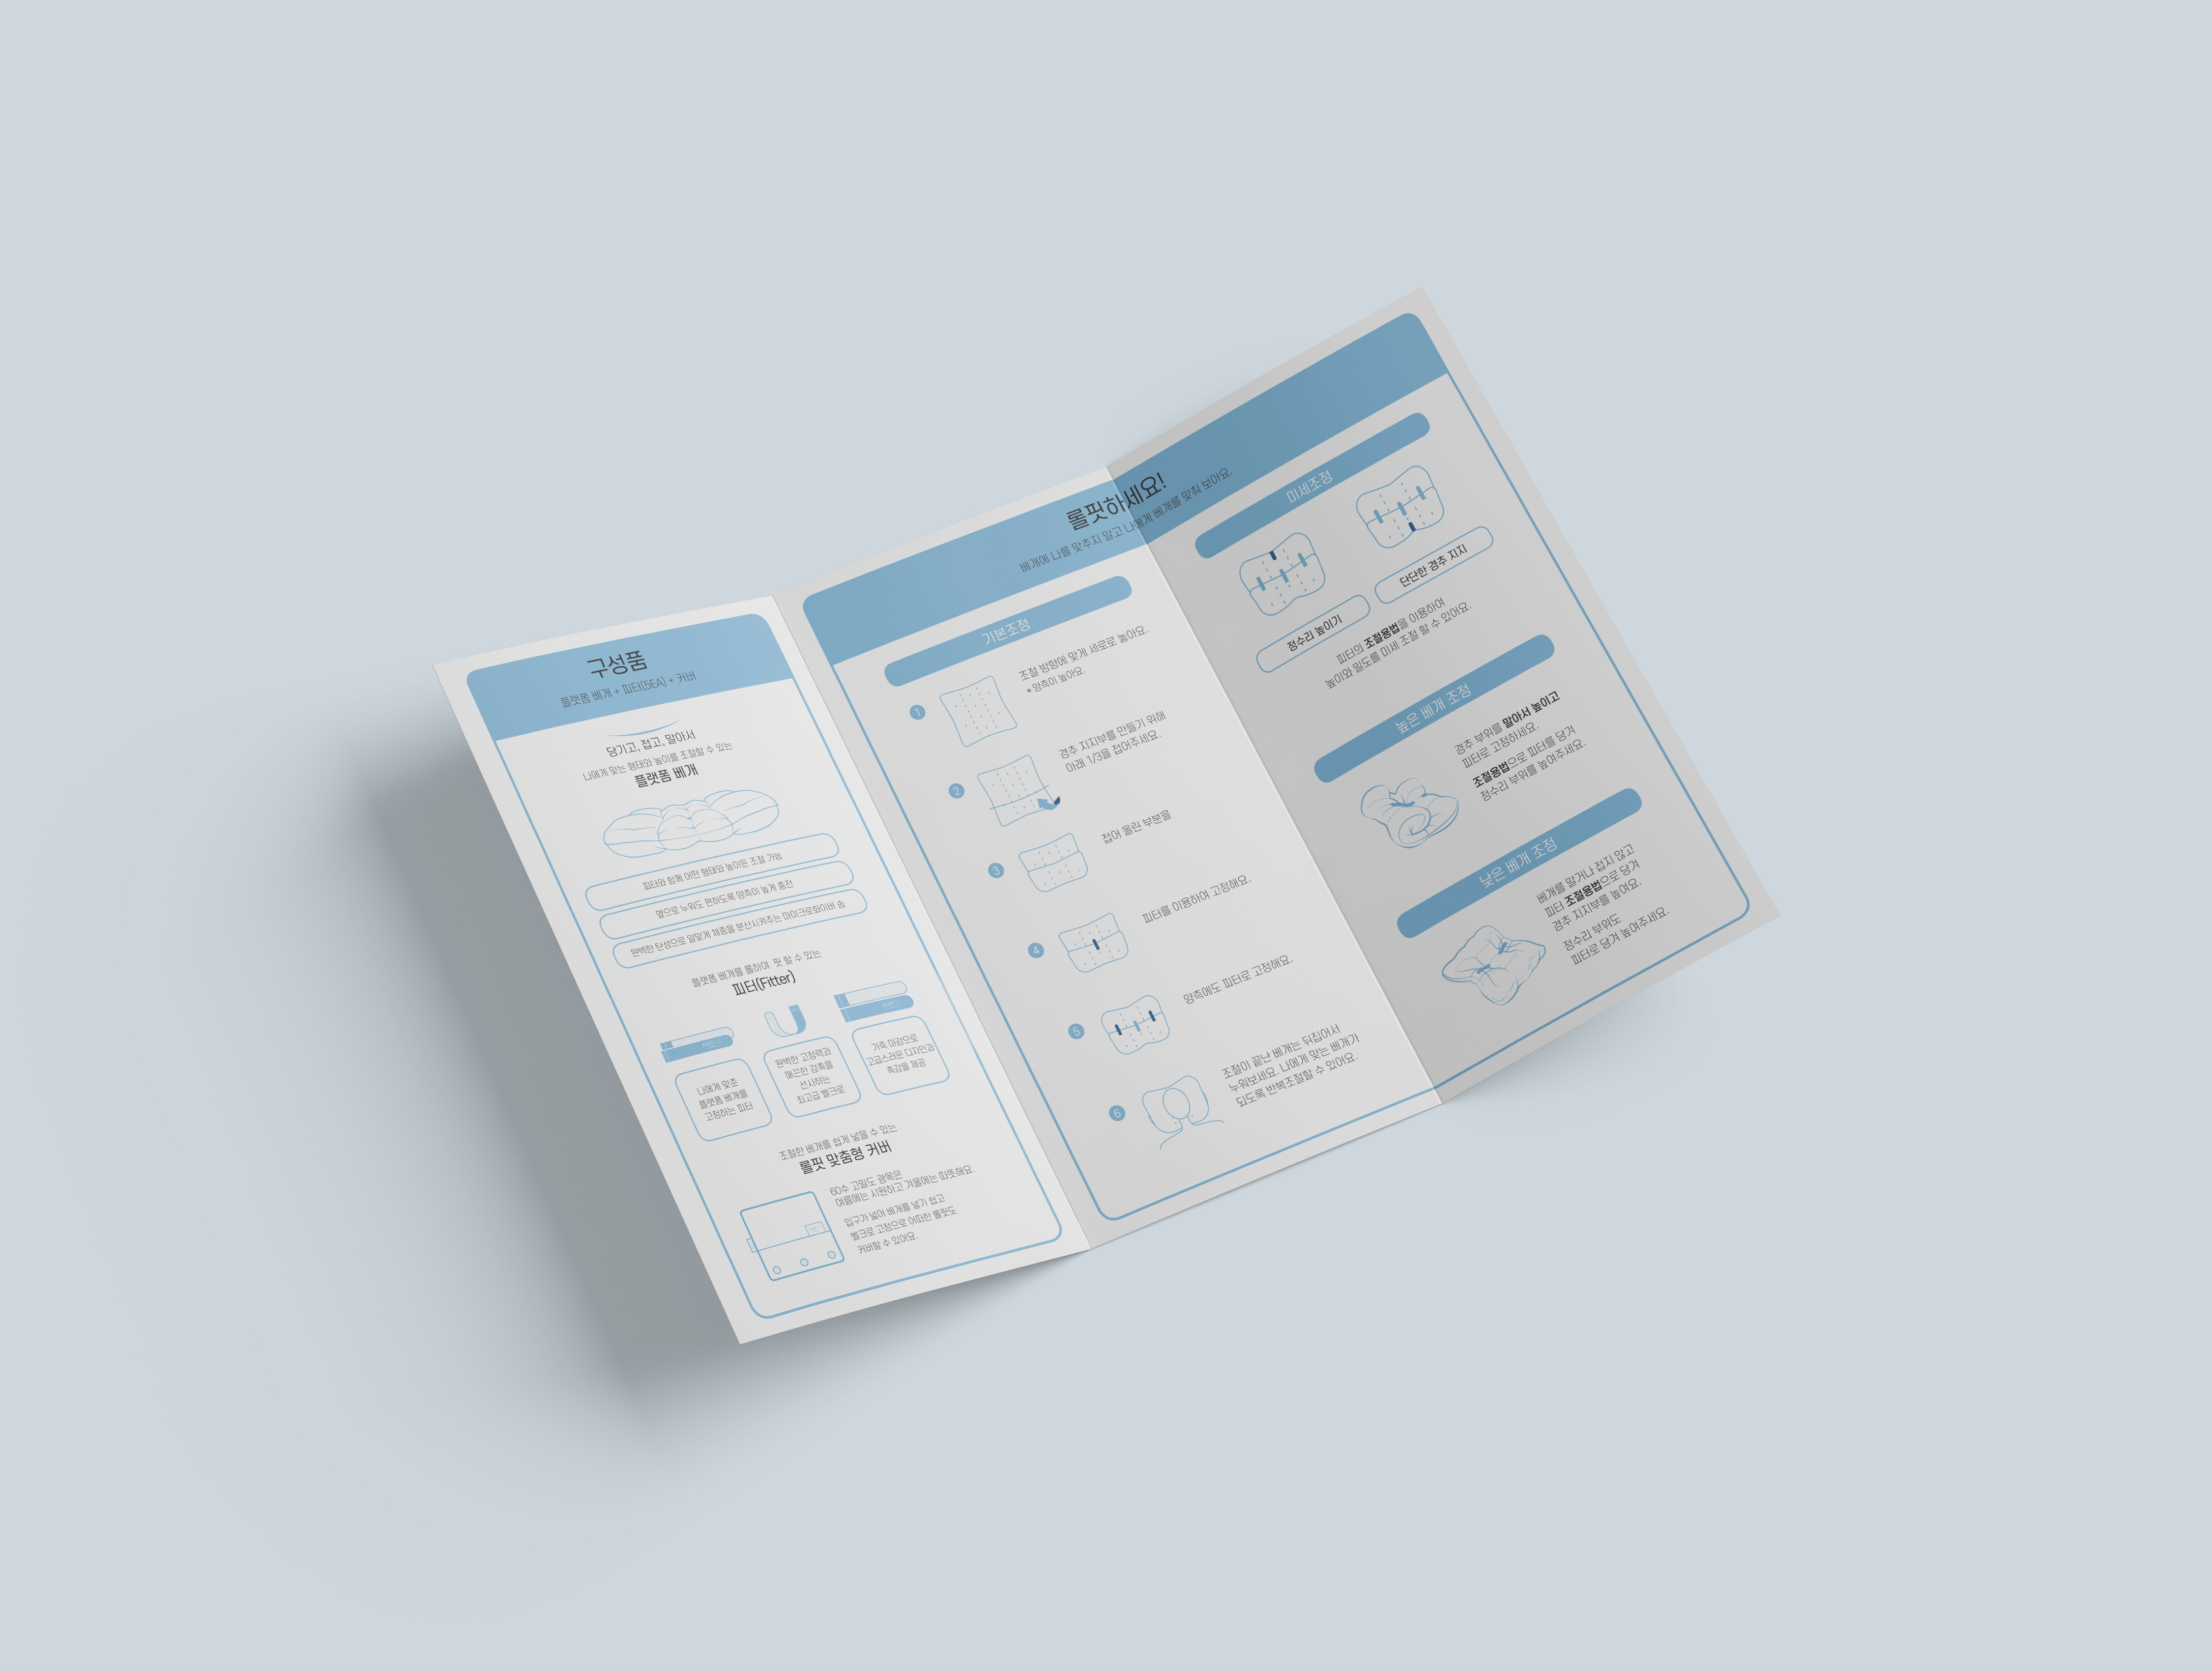 구성품
플랫폼 베개 + 피터(5EA) + 커버
당기고, 접고, 말아서
나에게 맞는 형태와 높이를 조절할 수 있는
플랫폼 베개
피터와 함께 어떤 형태와 높이든 조절 가능
옆으로 누워도 편하도록 양측이 높게 충전
완벽한 탄성으로 알맞게 체중을 분산시켜주는 마이크로화이버 솜
플랫폼 베개를 롤하여 핏 할 수 있는
피터(Fitter)
나에게 맞춘
플랫폼 베개를
고정하는 피터
완벽한 고정력과
매끈한 감촉을
선사하는
최고급 벨크로
가죽 마감으로
고급스러운 디자인과
촉감을 제공
조절한 베개를 쉽게 넣을 수 있는
롤핏 맞춤형 커버
60수 고밀도 광목은
여름에는 시원하고 겨울에는 따뜻해요.
입구가 넓어 베개를 넣기 쉽고
벨크로 고정으로 어떠한 롤핏도
커버할 수 있어요.
롤핏하세요!
베개에 나를 맞추지 말고 나에게 베개를 맞춰 보아요.
기본조정
1
조절 방향에 맞게 세로로 놓아요.
* 양측이 높아요.
2
경추 지지부를 만들기 위해
아래 1/3을 접어주세요.
3
접어 올린 부분을
4
피터를 이용하여 고정해요.
5
양측에도 피터로 고정해요.
6
조절이 끝난 베개는 뒤집어서
누워보세요. 나에게 맞는 베개가
되도록 반복조절할 수 있어요.
미세조정
정수리 높이기
단단한 경추 지지
피터의 조절용법을 이용하여
높이와 밀도를 미세 조절 할 수 있어요.
높은 베개 조정
경추 부위를 말아서 높이고
피터로 고정하세요.
조절용법으로 피터를 당겨
정수리 부위를 높여주세요.
낮은 베개 조정
베개를 말거나 접지 않고
피터 조절용법으로 당겨
경추 지지부를 높여요.
정수리 부위도
피터로 당겨 높여주세요.